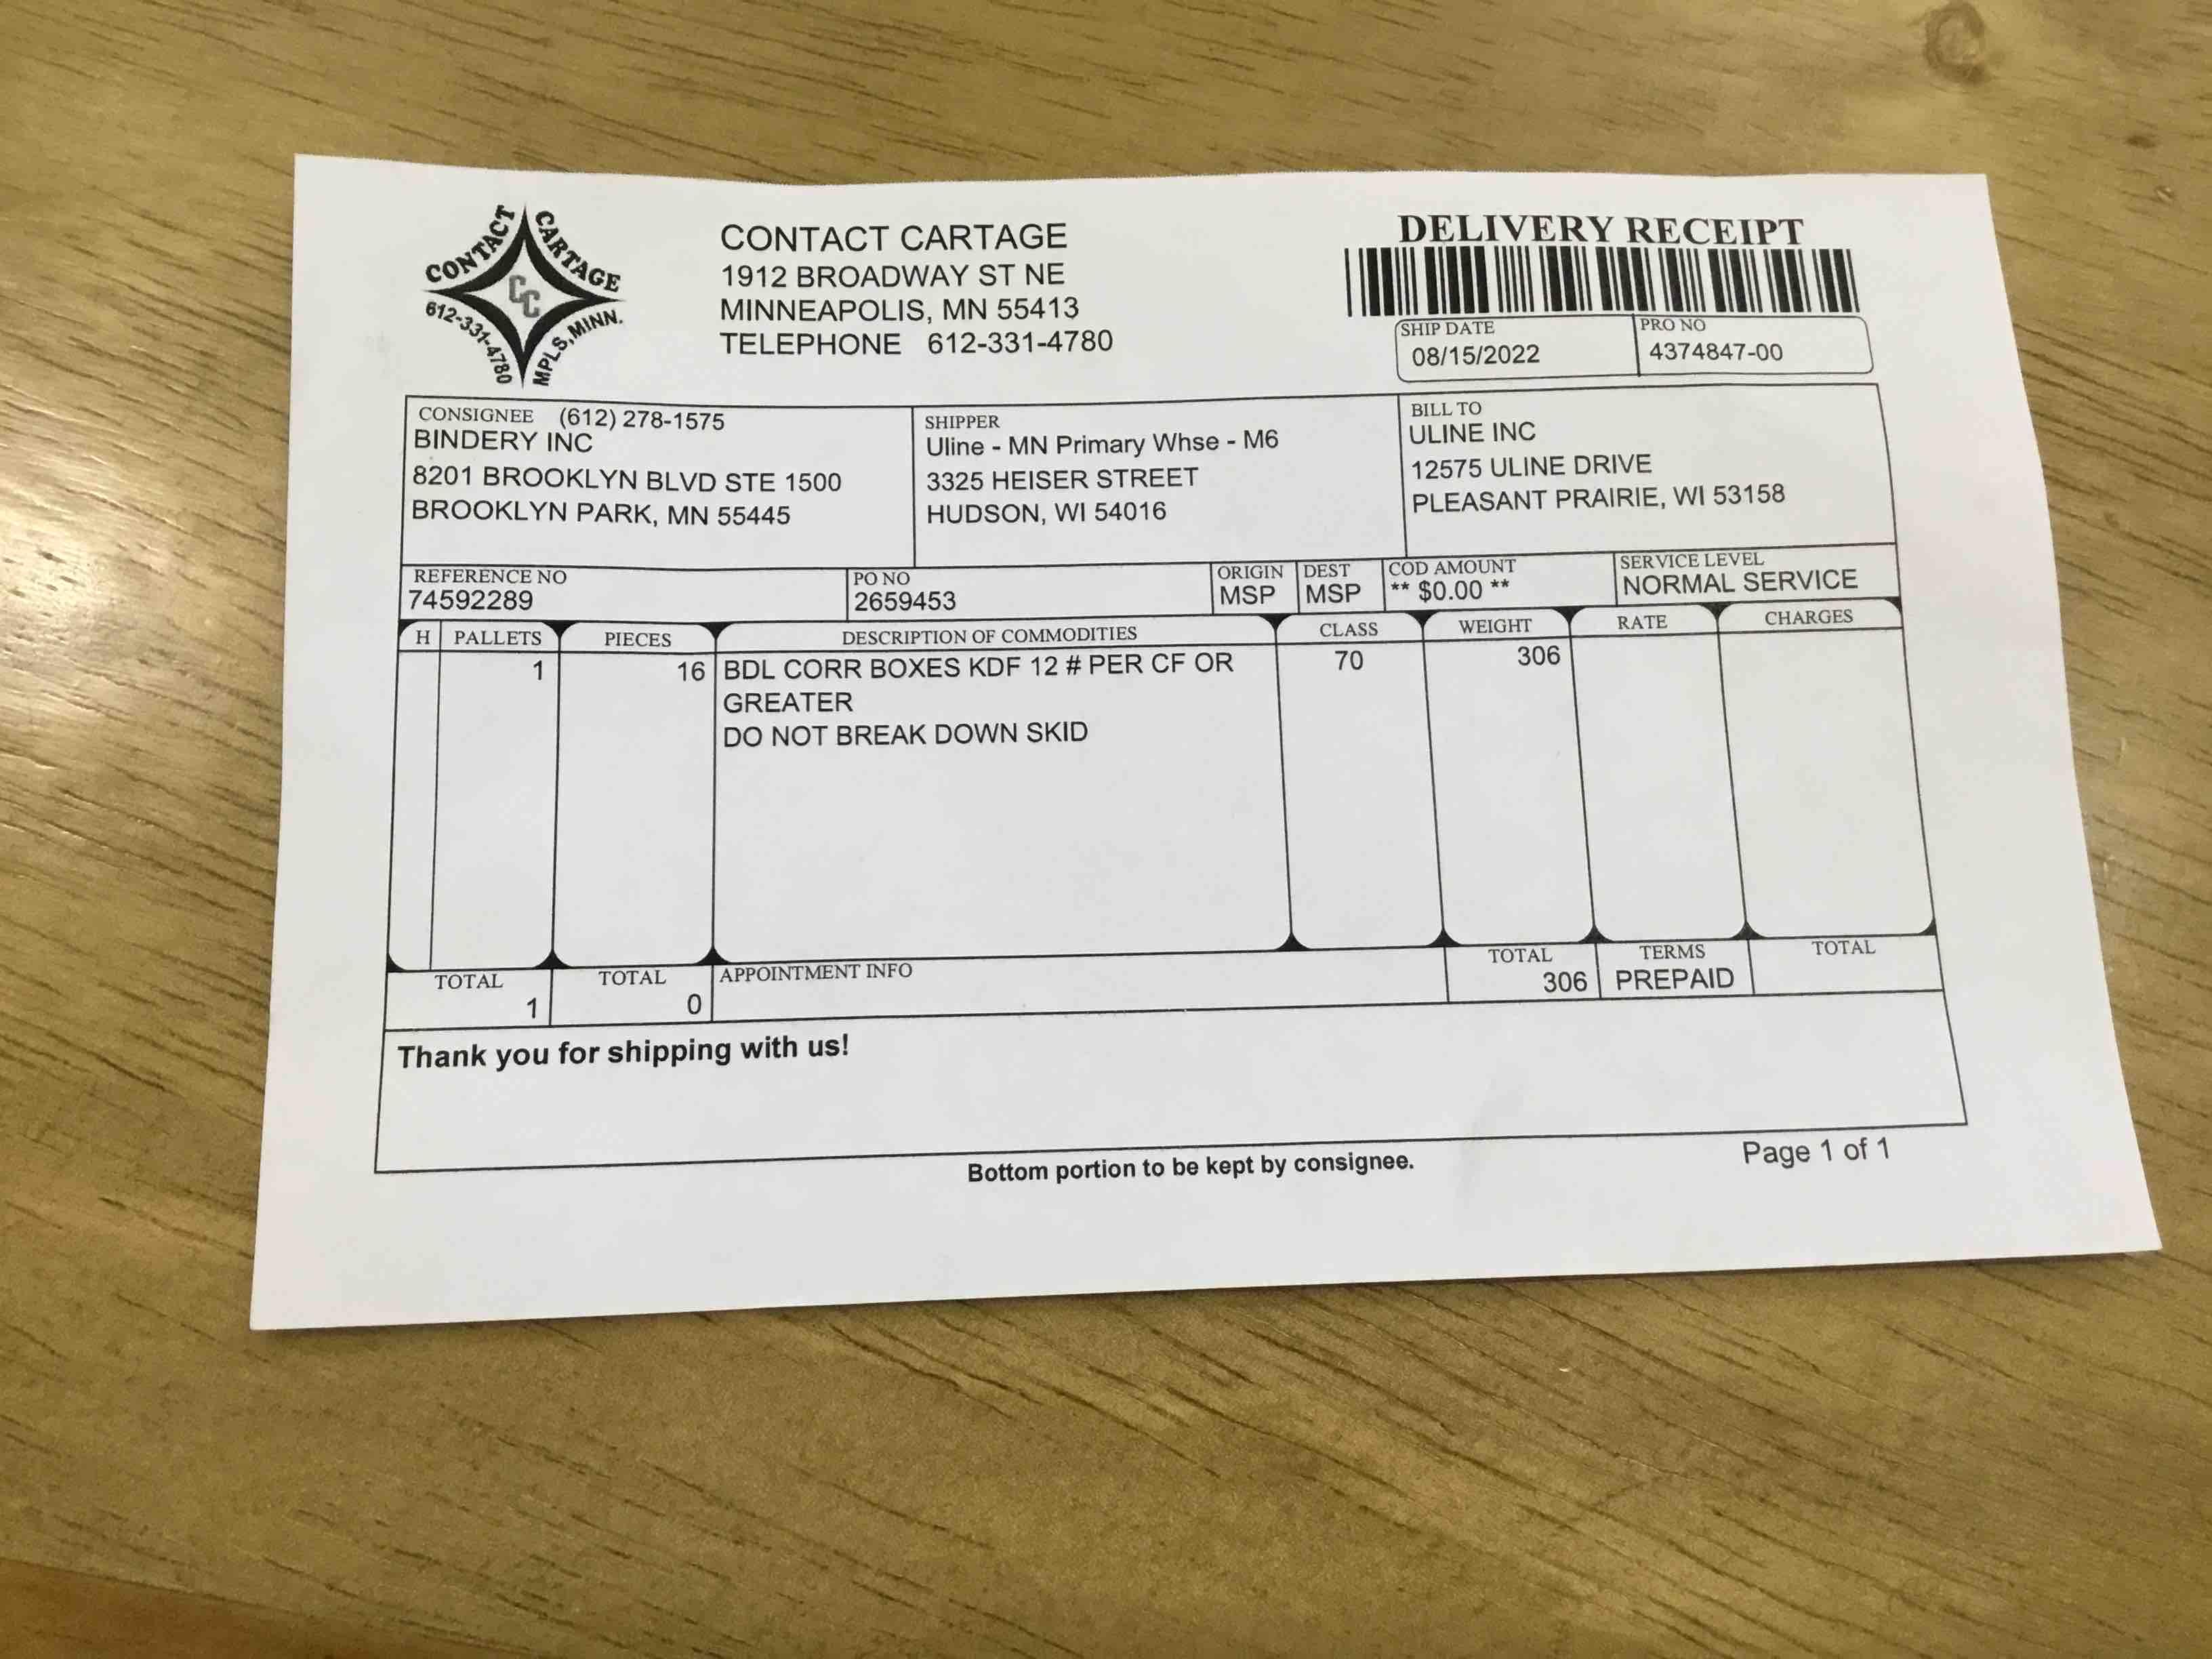 CONTACT CARTAGE
CC
612-331-4780 MPLS, MINN.
CONTACT CARTAGE
1912 BROADWAY ST NE
MINNEAPOLIS, MN 55413
TELEPHONE 612-331-4780
DELIVERY RECEIPT
SHIP DATE
08/15/2022
PRO NO
4374847-00
CONSIGNEE (612) 278-1575
BINDERY INC
8201 BROOKLYN BLVD STE 1500
BROOKLYN PARK, MN 55445
SHIPPER
Uline - MN Primary Whse - M6
3325 HEISER STREET
HUDSON, WI 54016
BILL TO
ULINE INC
12575 ULINE DRIVE
PLEASANT PRAIRIE, WI 53158
REFERENCE NO
74592289
PO NO
2659453
ORIGIN
MSP
DEST
MSP
COD AMOUNT
** $0.00 **
SERVICE LEVEL
NORMAL SERVICE
H PALLETS PIECES DESCRIPTION OF COMMODITIES CLASS WEIGHT RATE CHARGES
1 16 BDL CORR BOXES KDF 12 # PER CF OR 70 306
GREATER
DO NOT BREAK DOWN SKID
TOTAL
1
TOTAL
0
APPOINTMENT INFO
TOTAL
306
TERMS
PREPAID
TOTAL
Thank you for shipping with us!
Bottom portion to be kept by consignee.
Page 1 of 1